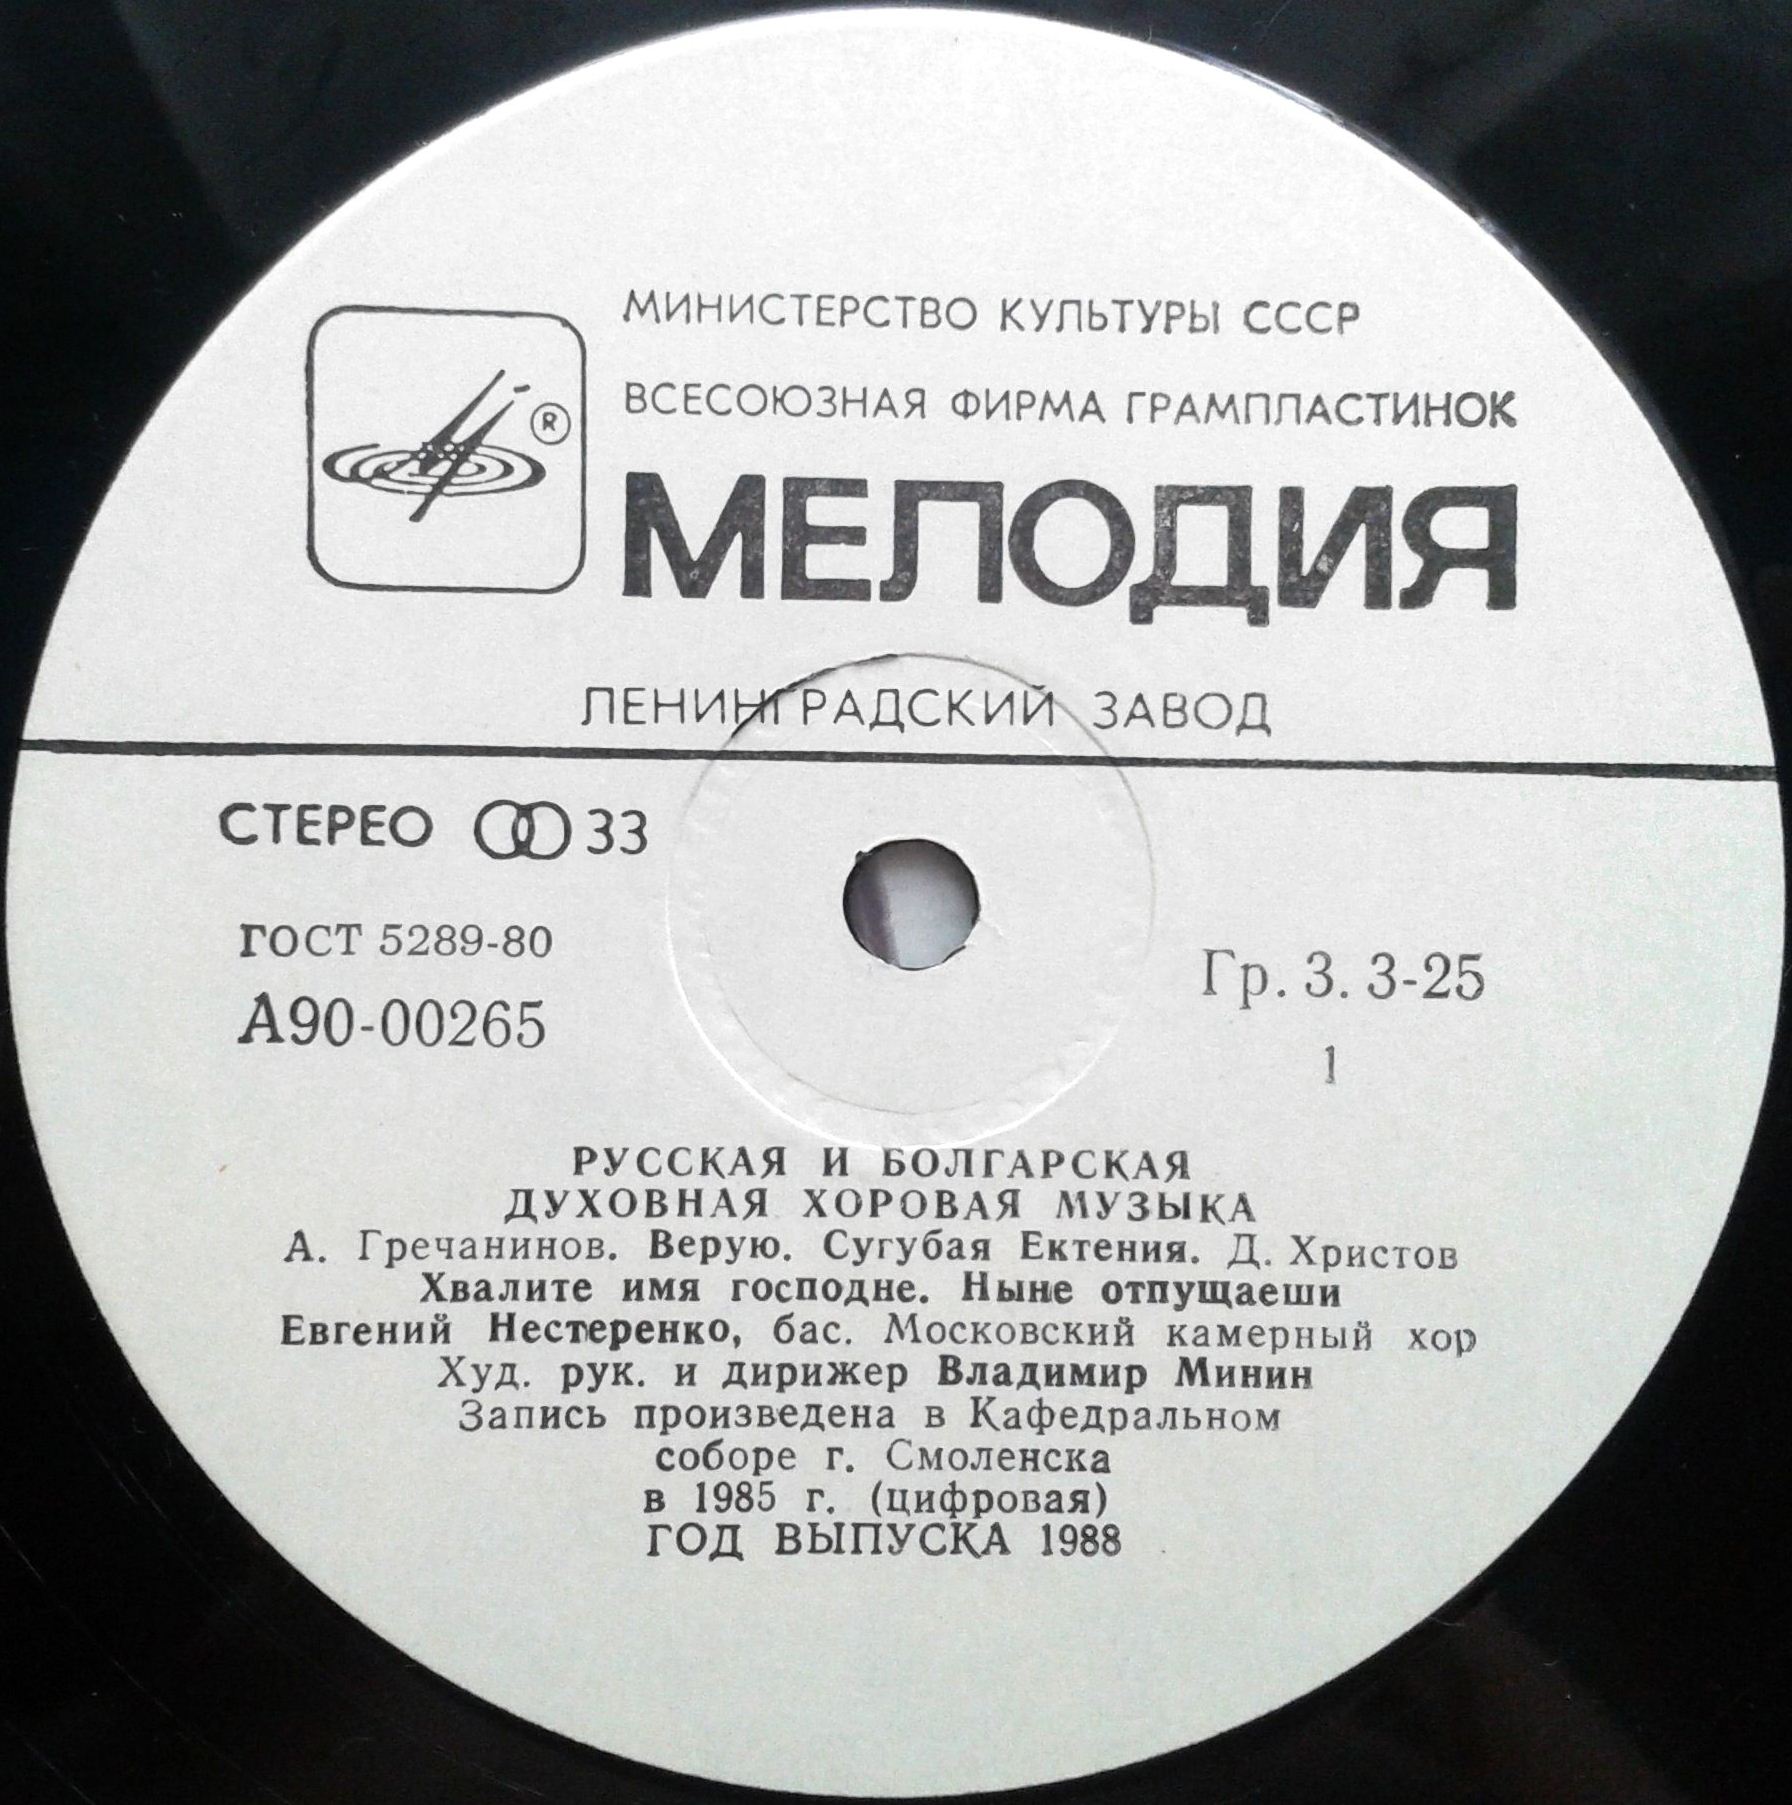 МИНИСТЕРСТВО КУЛЬТУРЫ СССР
ВСЕСОЮЗНАЯ ФИРМА ГРАМПЛАСТИНОК
®
МЕЛОДИЯ
ЛЕНИНГРАДСКИЙ ЗАВОД
СТЕРЕО 33
ГОСТ 5289-80
А90-00265
Гр. 3. 3-25
1
РУССКАЯ И БОЛГАРСКАЯ
ДУХОВНАЯ ХОРОВАЯ МУЗЫКА
А. Гречанинов. Верую. Сугубая Ектения. Д. Христов
Хвалите имя господне. Ныне отпущаеши
Евгений Нестеренко, бас. Московский камерный хор
Худ. рук. и дирижер Владимир Минин
Запись произведена в Кафедральном
соборе г. Смоленска
в 1985 г. (цифровая)
ГОД ВЫПУСКА 1988